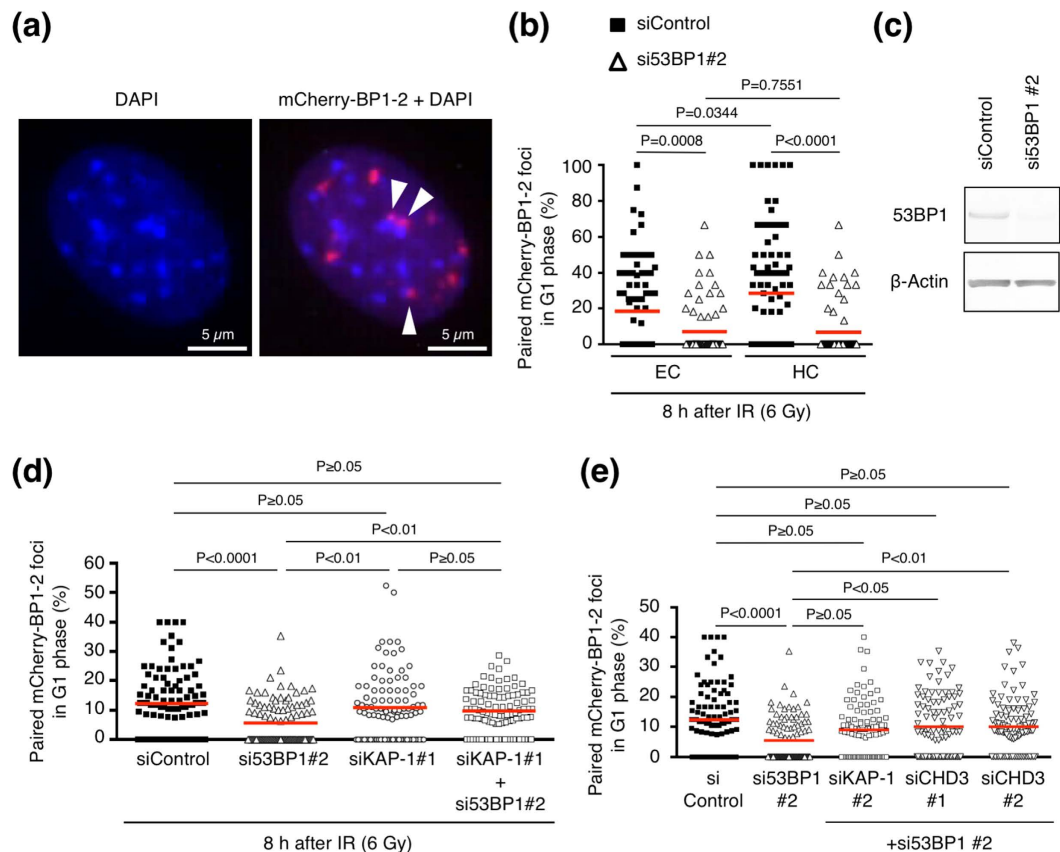 (a)
DAPI
mCherry-BP1-2 + DAPI
5 µm
5 µm
(b)
■ siControl
△ si53BP1#2
P=0.7551
P=0.0344
P=0.0008
P<0.0001
Paired mCherry-BP1-2 foci
in G1 phase (%)
100
80
60
40
20
0
EC
HC
8 h after IR (6 Gy)
(c)
siControl
si53BP1 #2
53BP1
β-Actin
(d)
P≥0.05
P≥0.05
P<0.01
P<0.0001
P<0.01
P≥0.05
Paired mCherry-BP1-2 foci
in G1 phase (%)
60
50
40
30
20
10
0
siControl
si53BP1#2
siKAP-1#1
siKAP-1#1
+
si53BP1#2
8 h after IR (6 Gy)
(e)
P≥0.05
P≥0.05
P≥0.05
P<0.01
P<0.05
P<0.0001
P≥0.05
Paired mCherry-BP1-2 foci
in G1 phase (%)
50
40
30
20
10
0
si
Control
si53BP1
#2
siKAP-1
#2
siCHD3
#1
siCHD3
#2
+si53BP1 #2